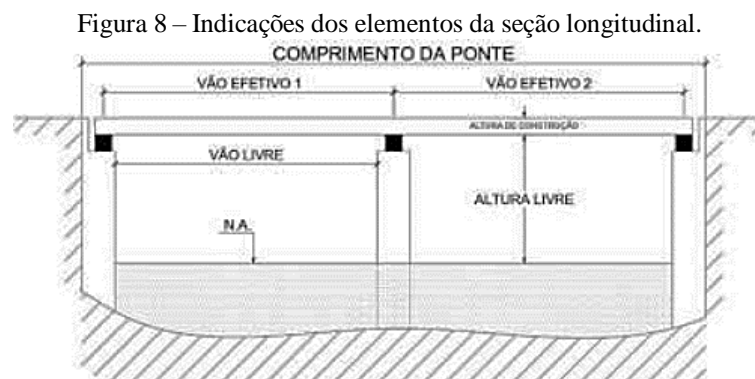 Figura 8 – Indicações dos elementos da seção longitudinal.
COMPRIMENTO DA PONTE
VÃO EFETIVO 1
VÃO EFETIVO 2
ALTURA DE CONSTRUÇÃO
VÃO LIVRE
ALTURA LIVRE
N.A.